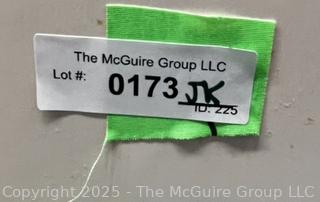 The McGuire Group LLC
Lot #: 0173 JK
ID: 225
Copyright © 2025 - The McGuire Group LLC